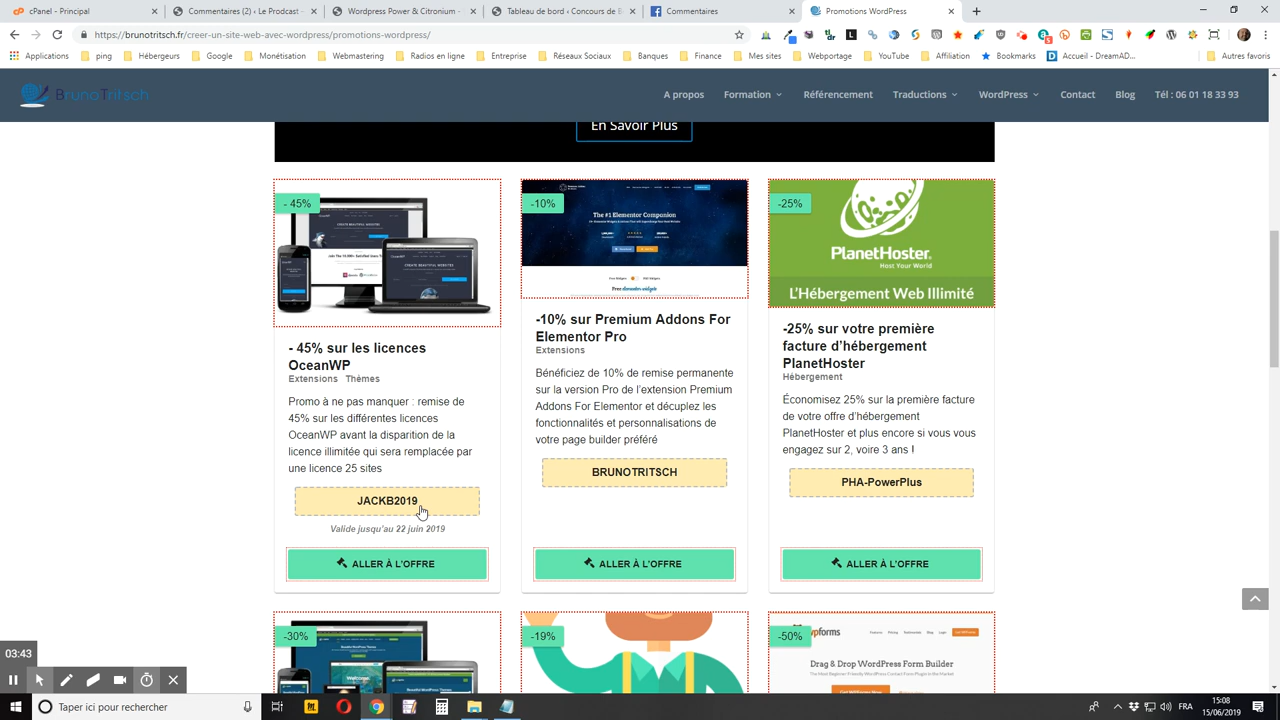 cPanel - Principal
Commentaires (2) ‹ Le Podcast -
WordPress Power & Citronium -
Tableau de bord ‹ Concours de B
Commentaires
Promotions WordPress
https://brunotritsch.fr/creer-un-site-web-avec-wordpress/promotions-wordpress/
Applications
ping
Hébergeurs
Google
Monétisation
Webmastering
Radios en ligne
Entreprise
Réseaux Sociaux
Banques
Finance
Mes sites
Webportage
YouTube
Affiliation
Bookmarks
Accueil - DreamAD...
Autres favoris
BrunoTritsch
A propos
Formation
Référencement
Traductions
WordPress
Contact
Blog
Tél : 06 01 18 33 93
En Savoir Plus
- 45%
- 45% sur les licences
OceanWP
Extensions Thèmes
Promo à ne pas manquer : remise de
45% sur les différentes licences
OceanWP avant la disparition de la
licence illimitée qui sera remplacée par
une licence 25 sites
JACKB2019
Valide jusqu'au 22 juin 2019
ALLER À L'OFFRE
-10%
The #1 Elementor Companion
Free elementor widgets
-10% sur Premium Addons For
Elementor Pro
Extensions
Bénéficiez de 10% de remise permanente
sur la version Pro de l'extension Premium
Addons For Elementor et décuplez les
fonctionnalités et personnalisations de
votre page builder préféré
BRUNOTRITSCH
ALLER À L'OFFRE
-25%
PlanetHoster.
Host Your World
L'Hébergement Web Illimité
-25% sur votre première
facture d'hébergement
PlanetHoster
Hébergement
Économisez 25% sur la première facture
de votre offre d'hébergement
PlanetHoster et plus encore si vous vous
engagez sur 2, voire 3 ans !
PHA-PowerPlus
ALLER À L'OFFRE
-30%
wpforms
Drag & Drop WordPress Form Builder
03:43
Taper ici pour rechercher
FRA
15:08
15/06/2019